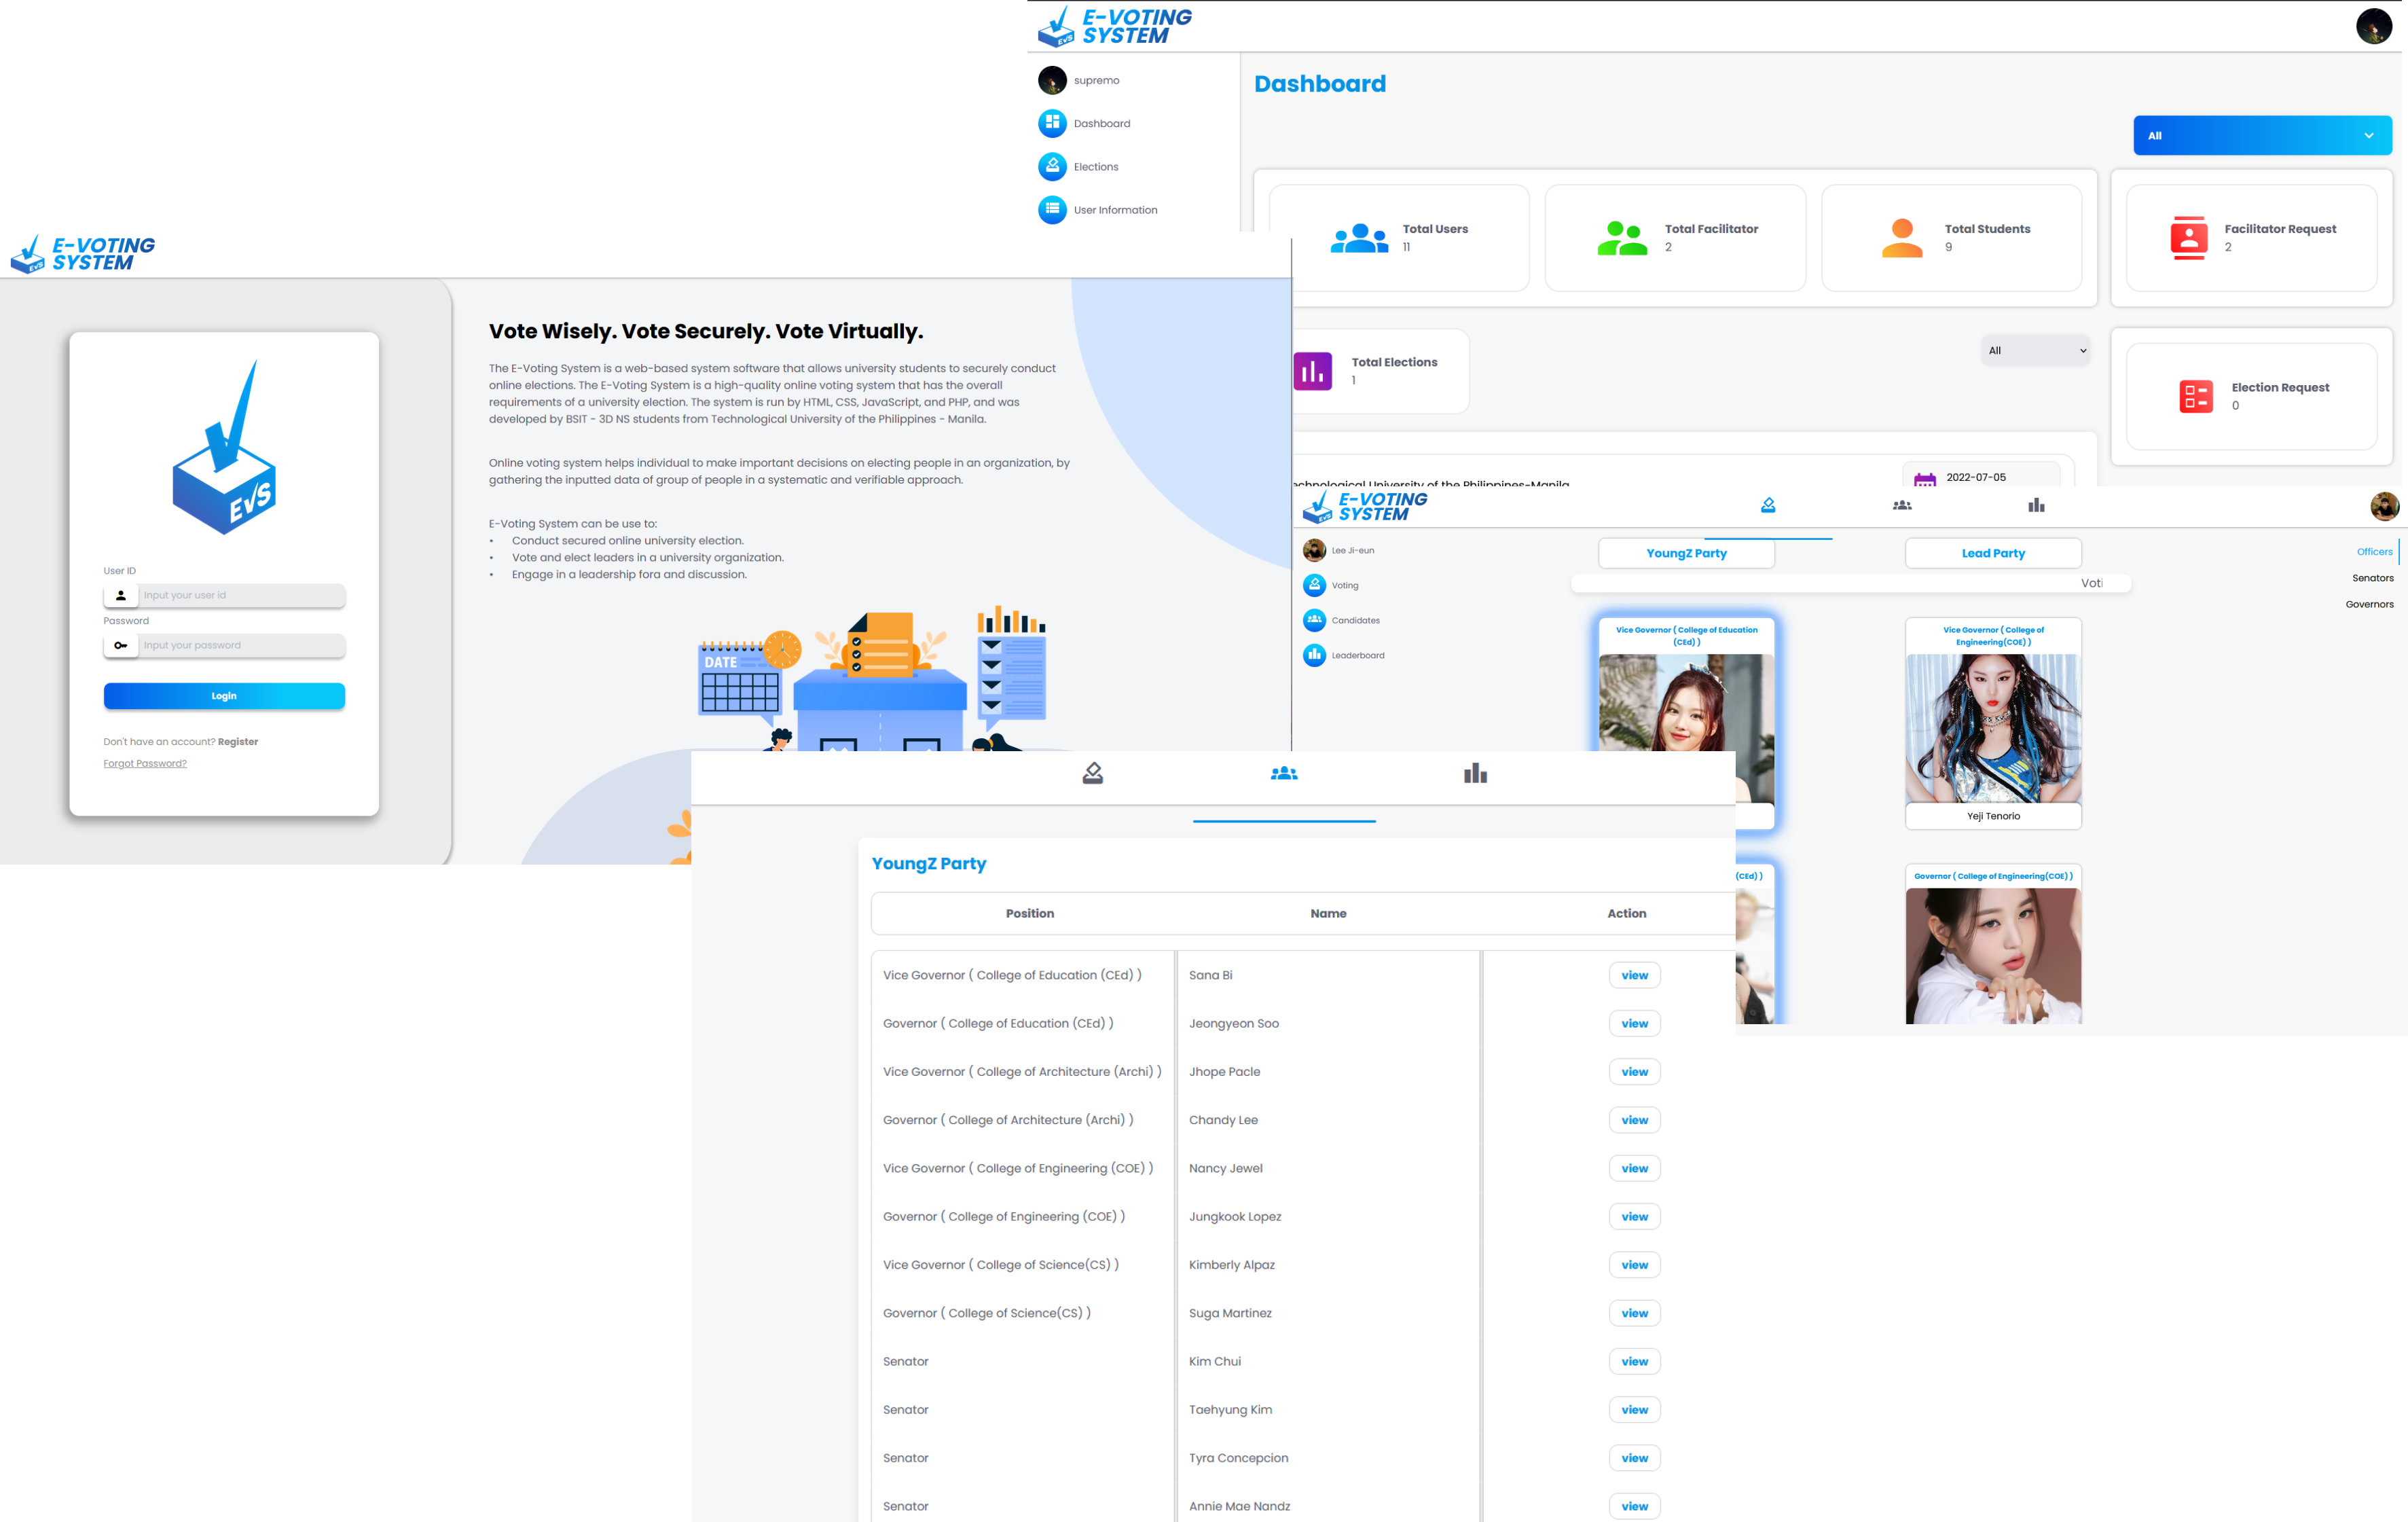 E-VOTING
SYSTEM
supremo
Dashboard
Elections
User Information
Dashboard
All
Total Users
11
Total Facilitator
2
Total Students
9
Facilitator Request
2
Total Elections
1
All
Election Request
0
2022-07-05
echnological University of the Philippines-Manila
E-VOTING
SYSTEM
EVS
EVS
User ID
Input your user id
Password
Input your password
Login
Don't have an account? Register
Forgot Password?
Vote Wisely. Vote Securely. Vote Virtually.
The E-Voting System is a web-based system software that allows university students to securely conduct
online elections. The E-Voting System is a high-quality online voting system that has the overall
requirements of a university election. The system is run by HTML, CSS, JavaScript, and PHP, and was
developed by BSIT - 3D NS students from Technological University of the Philippines - Manila.
Online voting system helps individual to make important decisions on electing people in an organization, by
gathering the inputted data of group of people in a systematic and verifiable approach.
E-Voting System can be use to:
• Conduct secured online university election.
• Vote and elect leaders in a university organization.
• Engage in a leadership fora and discussion.
DATE
E-VOTING
SYSTEM
EVS
Lee Ji-eun
Voting
Candidates
Leaderboard
YoungZ Party
Lead Party
Voti
Officers
Senators
Governors
Vice Governor ( College of Education
(CEd) )
Vice Governor ( College of
Engineering(COE) )
Yeji Tenorio
(CEd) )
Governor ( College of Engineering(COE) )
YoungZ Party
Position Name Action
Vice Governor ( College of Education (CEd) ) Sana Bi view
Governor ( College of Education (CEd) ) Jeongyeon Soo view
Vice Governor ( College of Architecture (Archi) ) Jhope Pacle view
Governor ( College of Architecture (Archi) ) Chandy Lee view
Vice Governor ( College of Engineering (COE) ) Nancy Jewel view
Governor ( College of Engineering (COE) ) Jungkook Lopez view
Vice Governor ( College of Science(CS) ) Kimberly Alpaz view
Governor ( College of Science(CS) ) Suga Martinez view
Senator Kim Chui view
Senator Taehyung Kim view
Senator Tyra Concepcion view
Senator Annie Mae Nandz view